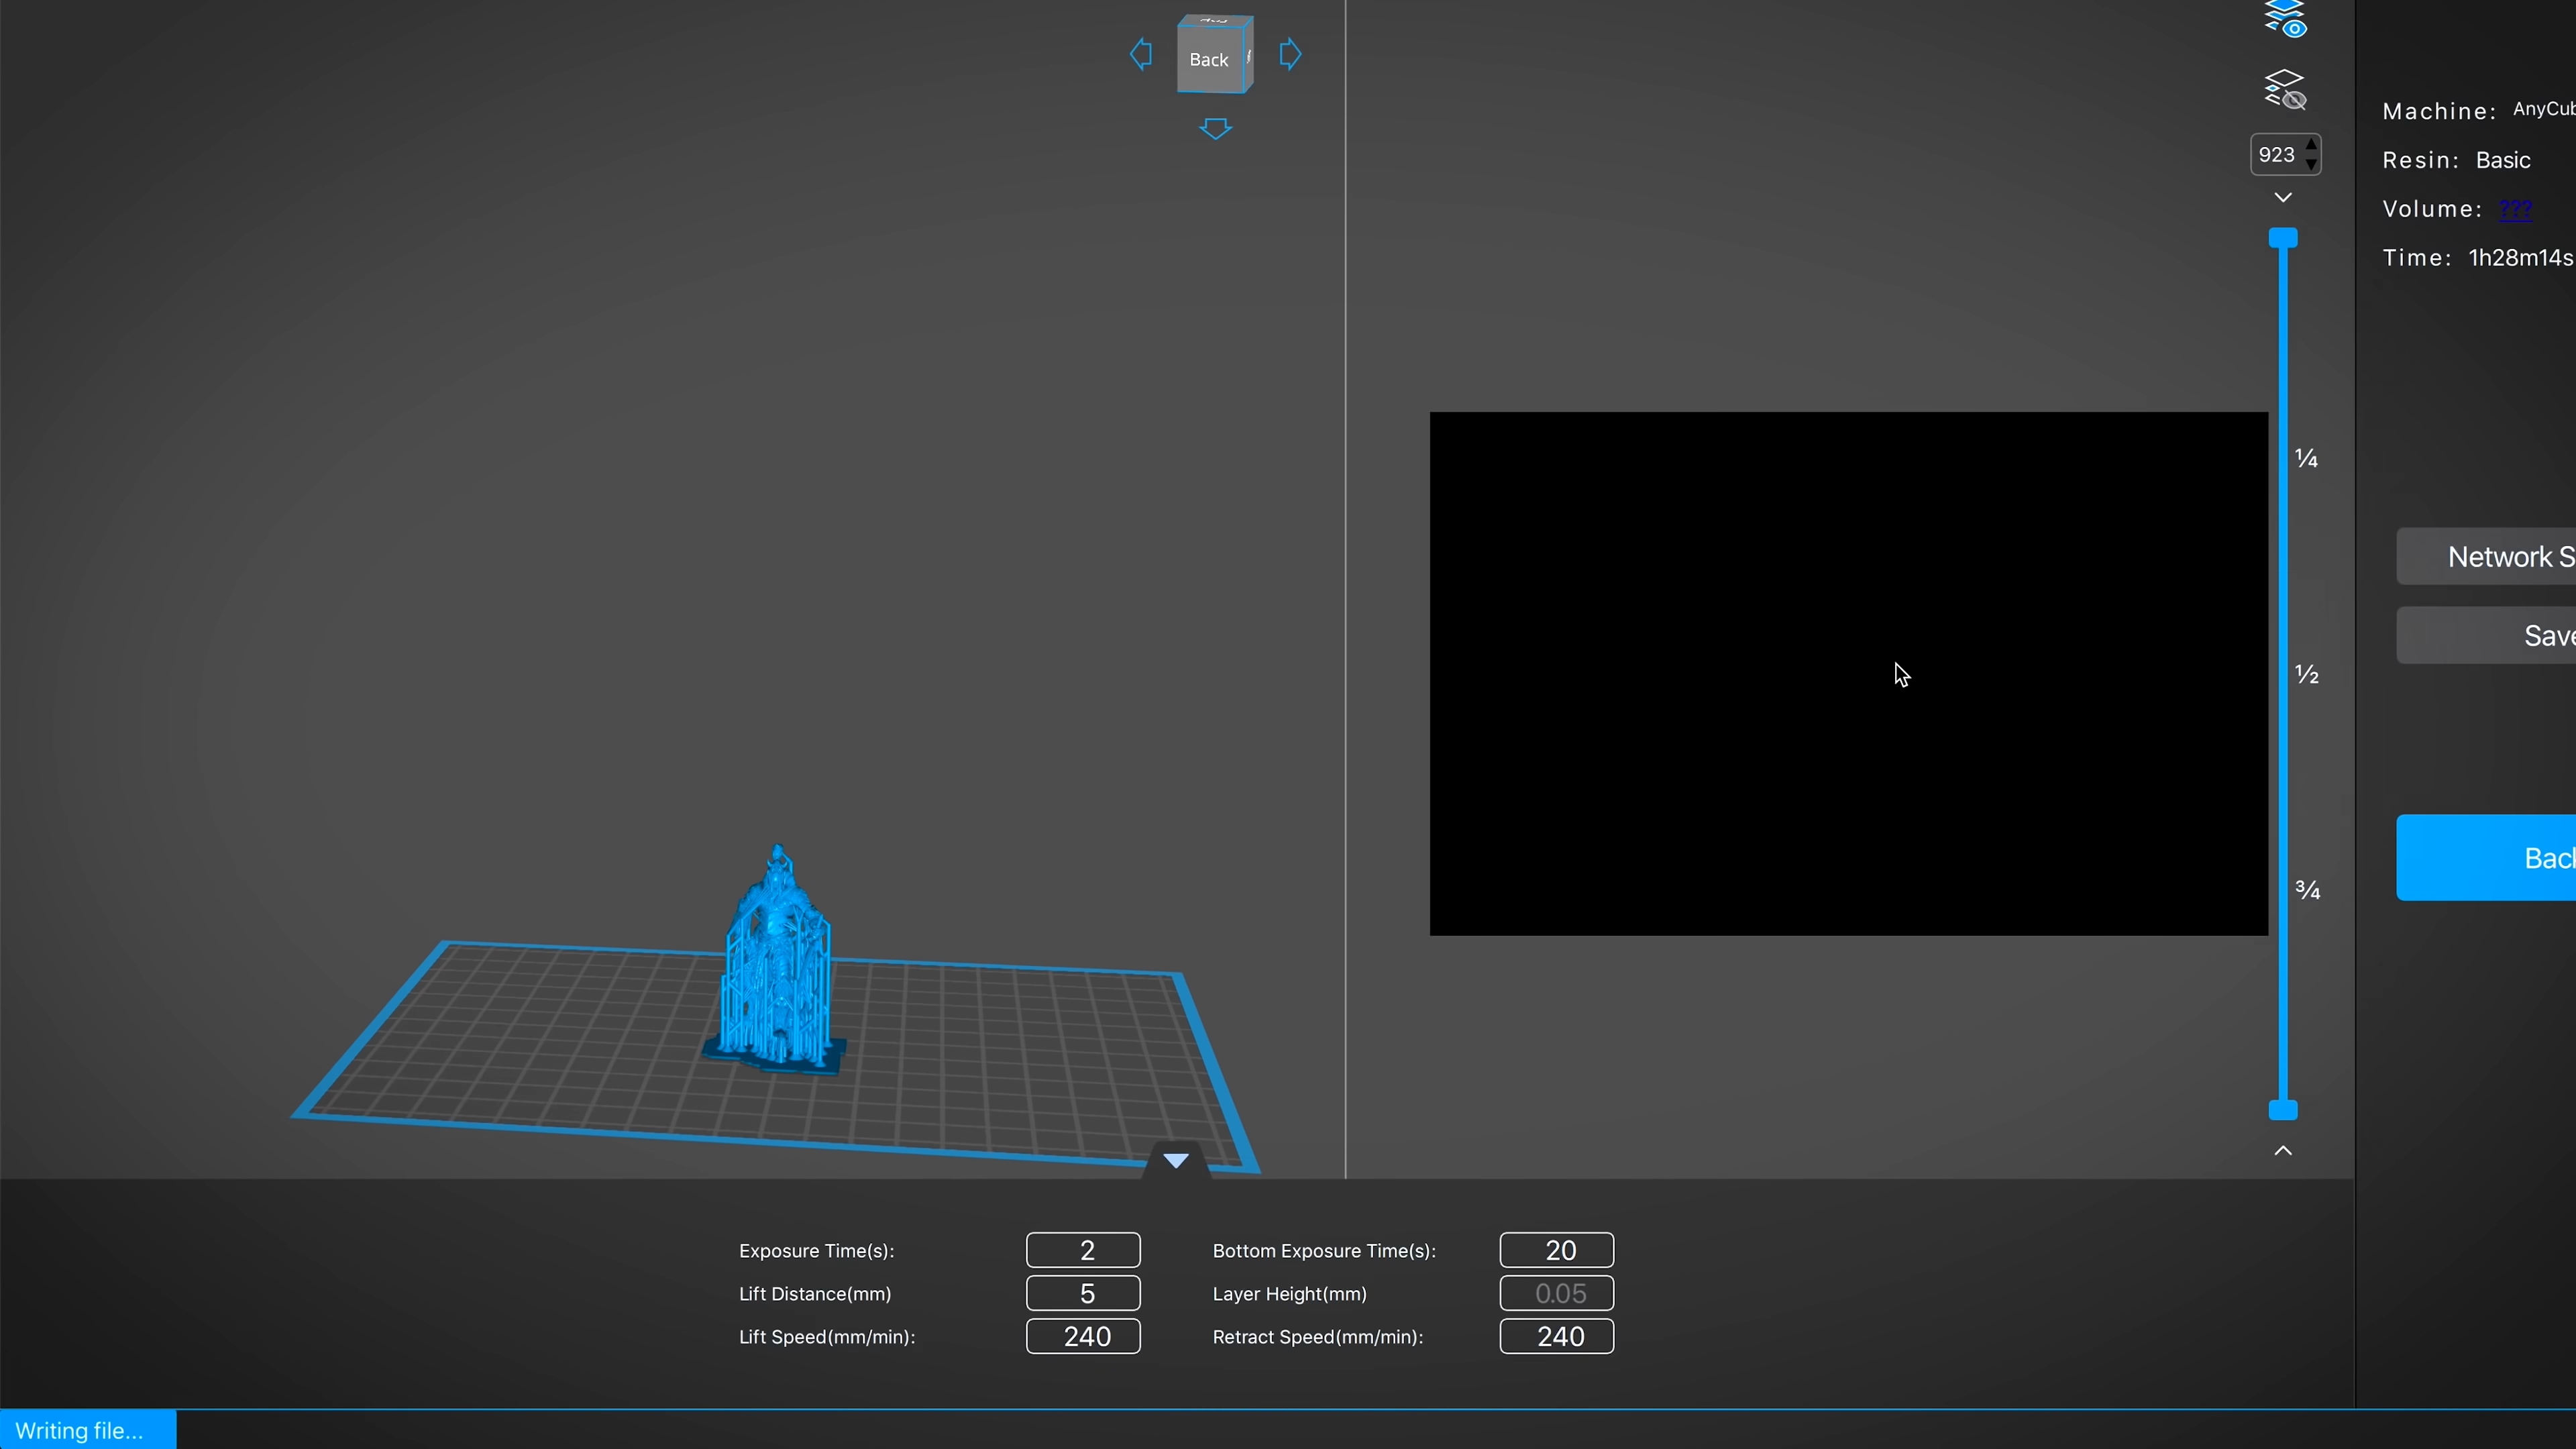 Back
923
Machine: AnyCub
Resin: Basic
Volume: ???
Time: 1h28m14s
¼
½
¾
Network S
Save
Back
Exposure Time(s): 2
Bottom Exposure Time(s): 20
Lift Distance(mm) 5
Layer Height(mm) 0.05
Lift Speed(mm/min): 240
Retract Speed(mm/min): 240
Writing file...